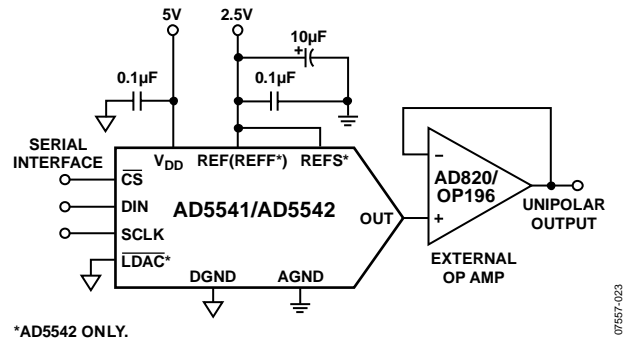 5V
2.5V
10µF
+
0.1µF
0.1µF
SERIAL
INTERFACE
VDD
REF(REFF*)
REFS*
CS
DIN
SCLK
LDAC*
AD5541/AD5542
OUT
DGND
AGND
–
+
AD820/
OP196
UNIPOLAR
OUTPUT
EXTERNAL
OP AMP
*AD5542 ONLY.
07557-023